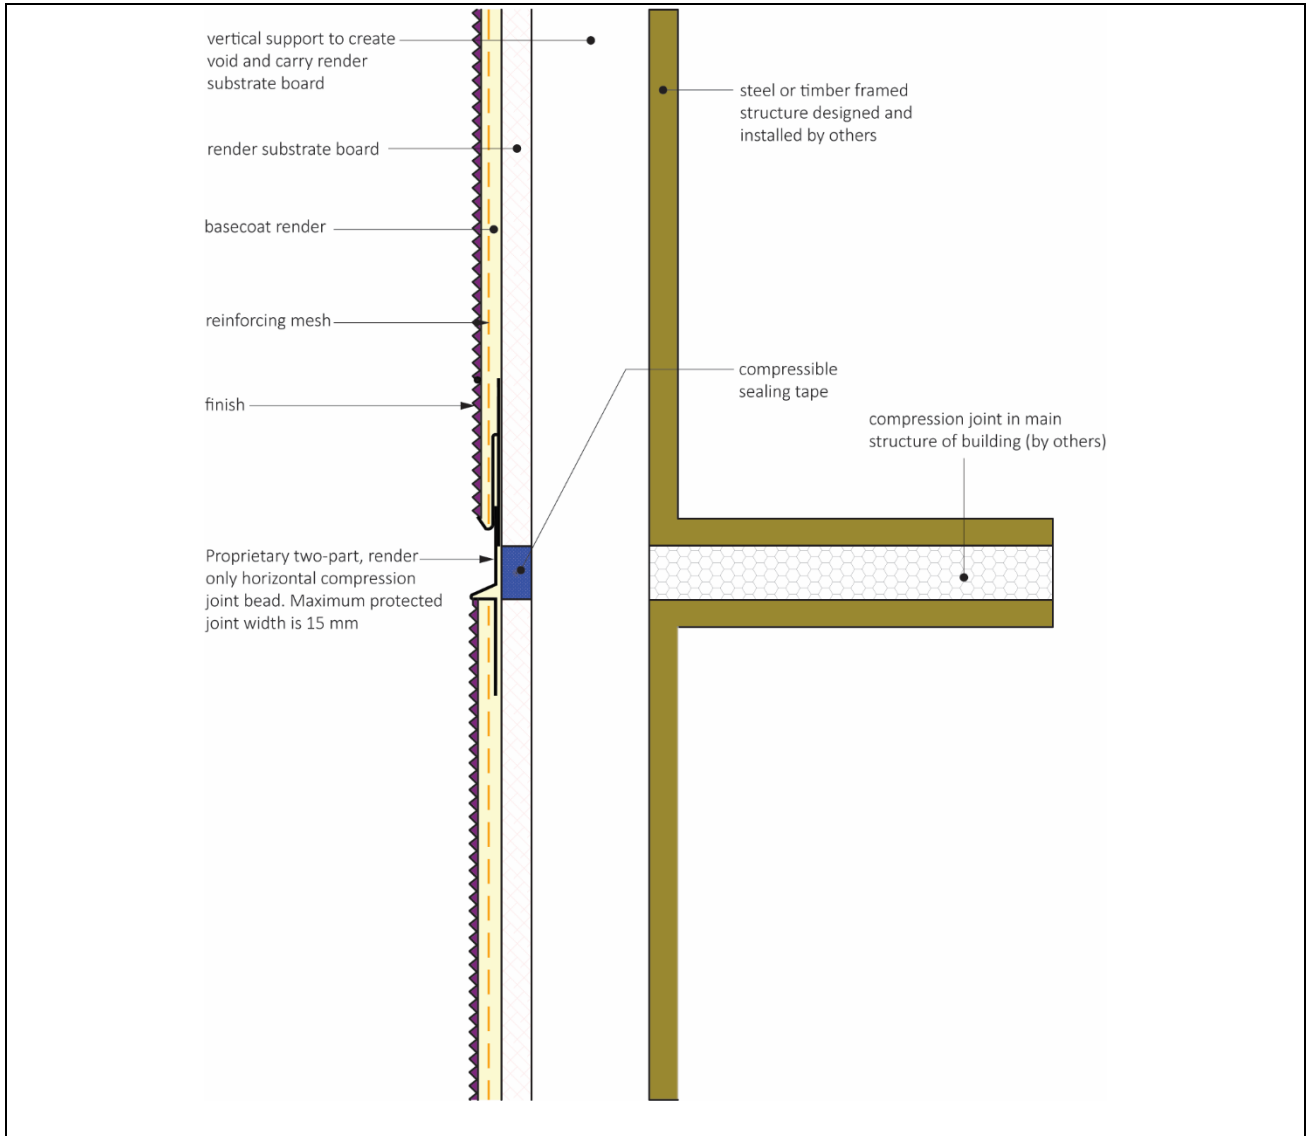 vertical support to create
void and carry render
substrate board
render substrate board
basecoat render
reinforcing mesh
finish
Proprietary two-part, render
only horizontal compression
joint bead. Maximum protected
joint width is 15 mm
steel or timber framed
structure designed and
installed by others
compressible
sealing tape
compression joint in main
structure of building (by others)